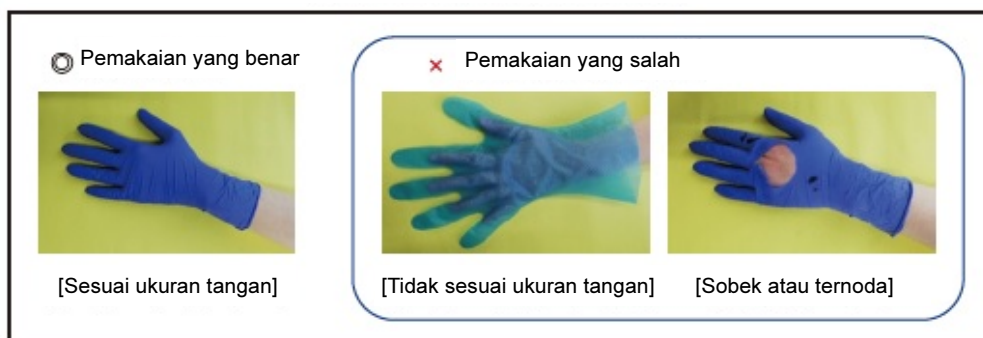 ◎ Pemakaian yang benar
× Pemakaian yang salah
[Sesuai ukuran tangan]
[Tidak sesuai ukuran tangan]
[Sobek atau ternoda]